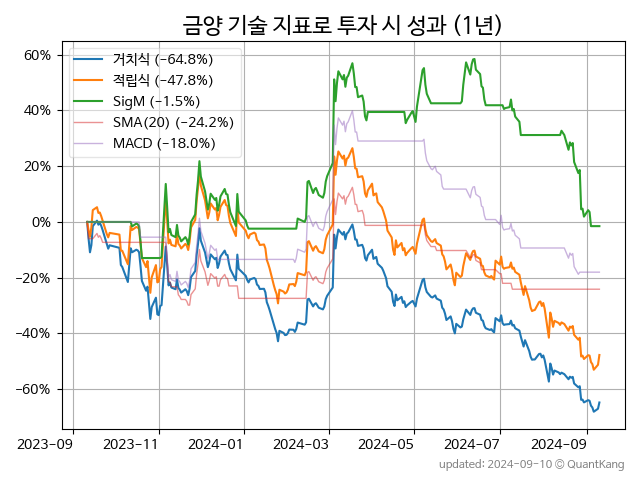 금양 기술 지표로 투자 시 성과 (1년)
60%
40%
20%
0%
−20%
−40%
−60%
거치식 (−64.8%)
적립식 (−47.8%)
SigM (−1.5%)
SMA(20) (−24.2%)
MACD (−18.0%)
2023-09 2023-11 2024-01 2024-03 2024-05 2024-07 2024-09
updated: 2024-09-10 © QuantKang